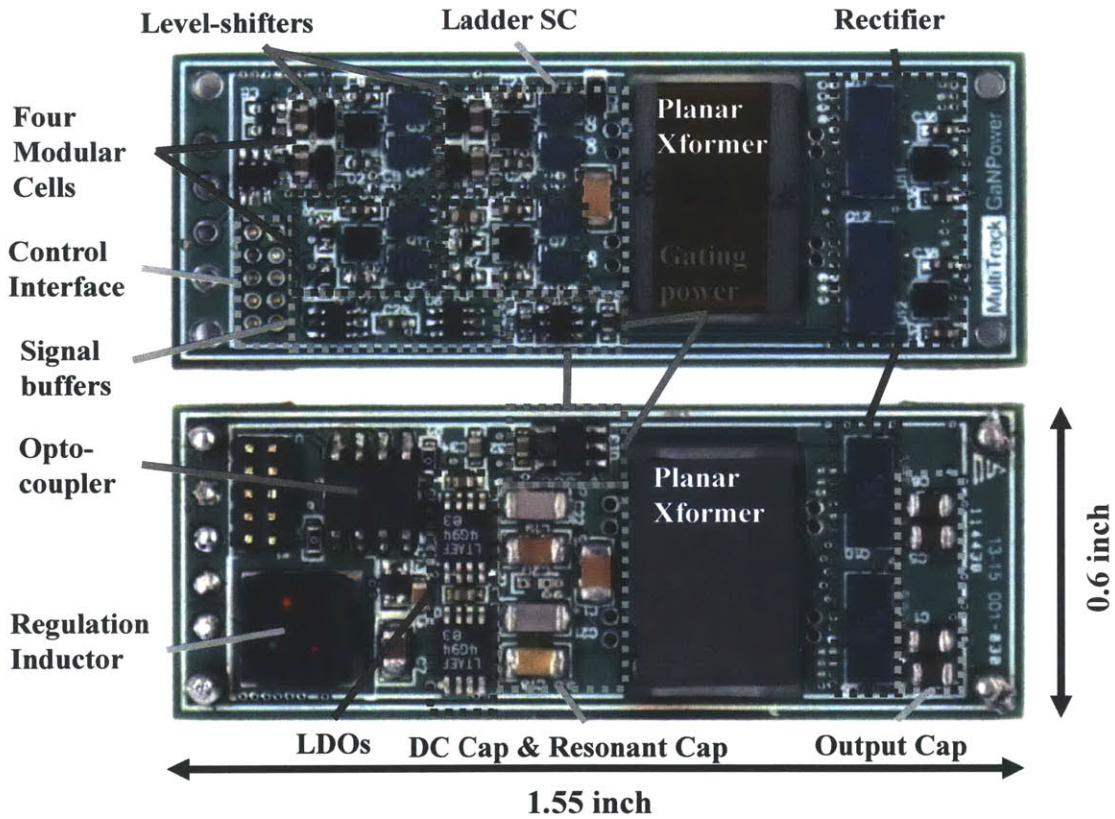 Level-shifters
Ladder SC
Rectifier
Four
Modular
Cells
Control
Interface
Signal
buffers
Planar
Xformer
Gating
power
MultiTrack GaNPower
Opto-
coupler
Regulation
Inductor
Planar
Xformer
LDOs
DC Cap & Resonant Cap
Output Cap
0.6 inch
1.55 inch